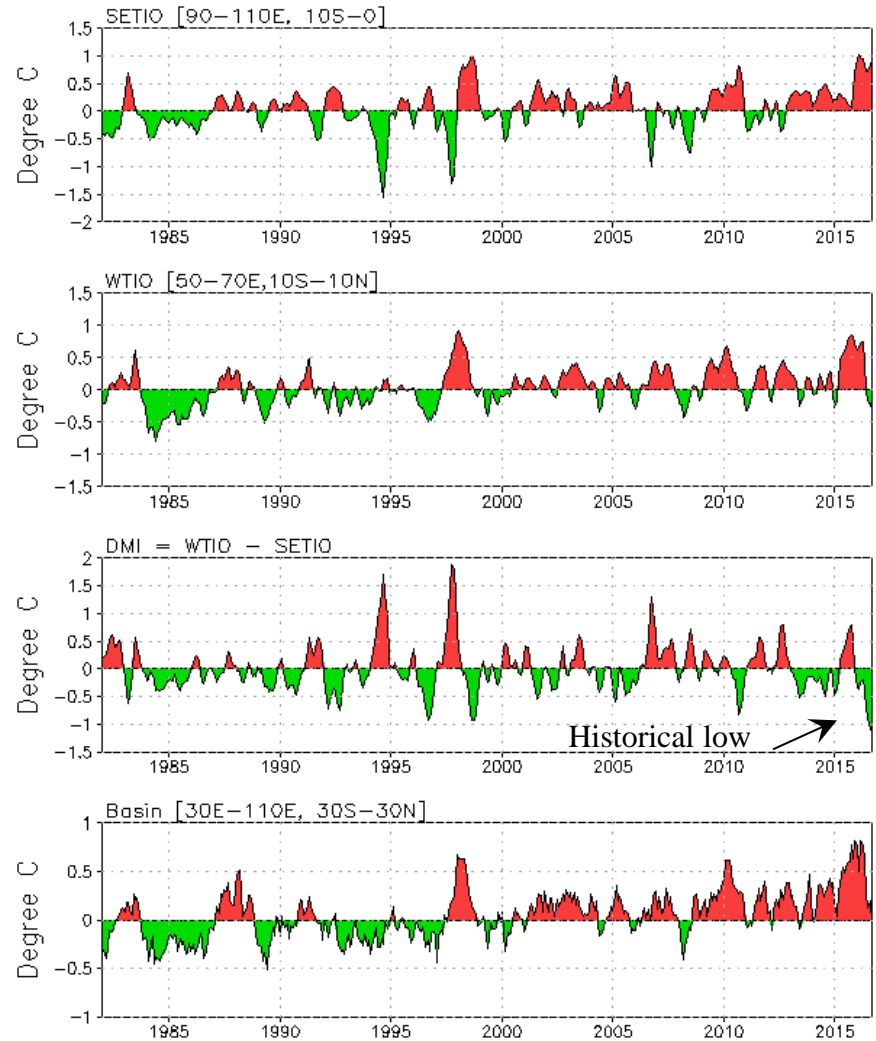 SETIO [90-110E, 10S-0]
Degree C
1.5
1
0.5
0
-0.5
-1
-1.5
-2
1985 1990 1995 2000 2005 2010 2015
WTIO [50-70E,10S-10N]
Degree C
1.5
1
0.5
0
-0.5
-1
-1.5
1985 1990 1995 2000 2005 2010 2015
DMI = WTIO - SETIO
Degree C
2
1.5
1
0.5
0
-0.5
-1
-1.5
Historical low
1985 1990 1995 2000 2005 2010 2015
Basin [30E-110E, 30S-30N]
Degree C
1
0.5
0
-0.5
-1
1985 1990 1995 2000 2005 2010 2015